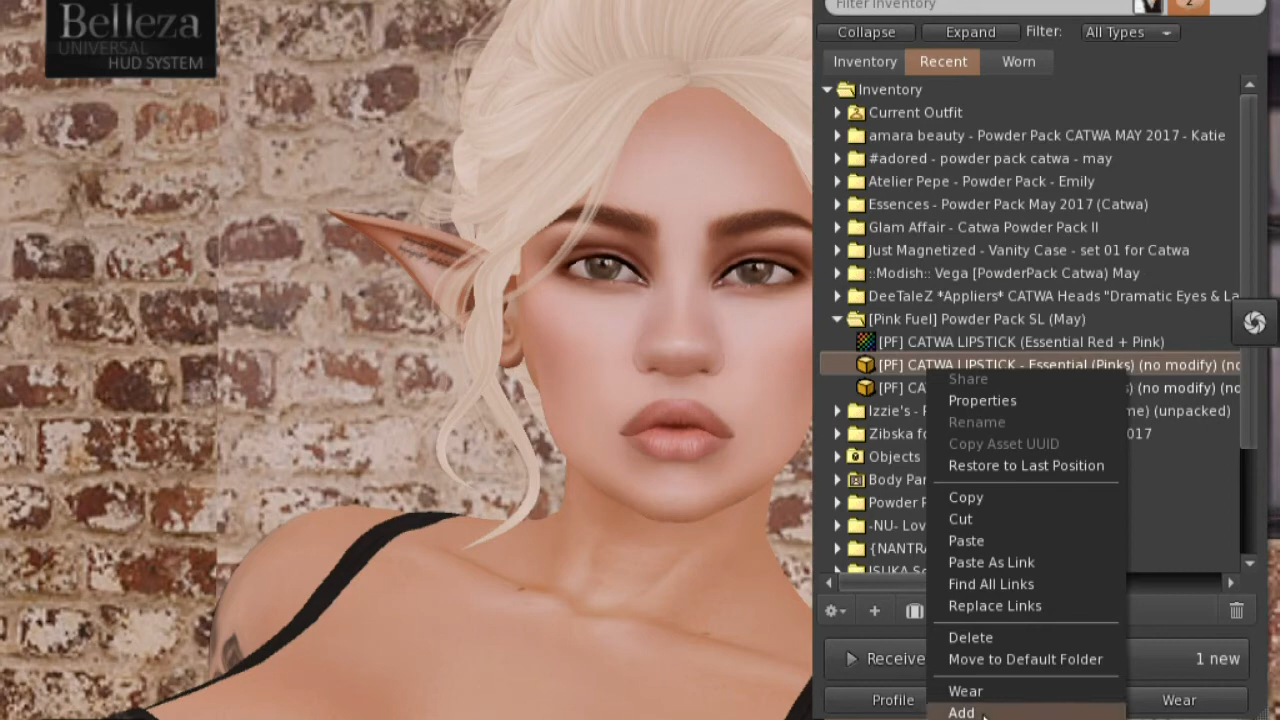 Belleza
UNIVERSAL
HUD SYSTEM
Filter Inventory
2
Collapse
Expand
Filter:
All Types
Inventory
Recent
Worn
Inventory
Current Outfit
amara beauty - Powder Pack CATWA MAY 2017 - Katie
#adored - powder pack catwa - may
Atelier Pepe - Powder Pack - Emily
Essences - Powder Pack May 2017 (Catwa)
Glam Affair - Catwa Powder Pack II
Just Magnetized - Vanity Case - set 01 for Catwa
::Modish:: Vega [PowderPack Catwa) May
DeeTaleZ *Appliers* CATWA Heads "Dramatic Eyes & La
[Pink Fuel] Powder Pack SL (May)
[PF] CATWA LIPSTICK (Essential Red + Pink)
[PF] CATWA LIPSTICK - Essential (Pinks) (no modify) (no
[PF] CA
) (no modify) (no
Izzie's -
me) (unpacked)
Zibska fo
017
Objects
Body Par
Powder
-NU- Lov
{NANTRA
Share
Properties
Rename
Copy Asset UUID
Restore to Last Position
Copy
Cut
Paste
Paste As Link
Find All Links
Replace Links
Delete
Move to Default Folder
Wear
Add
Receive
1 new
Profile
Wear